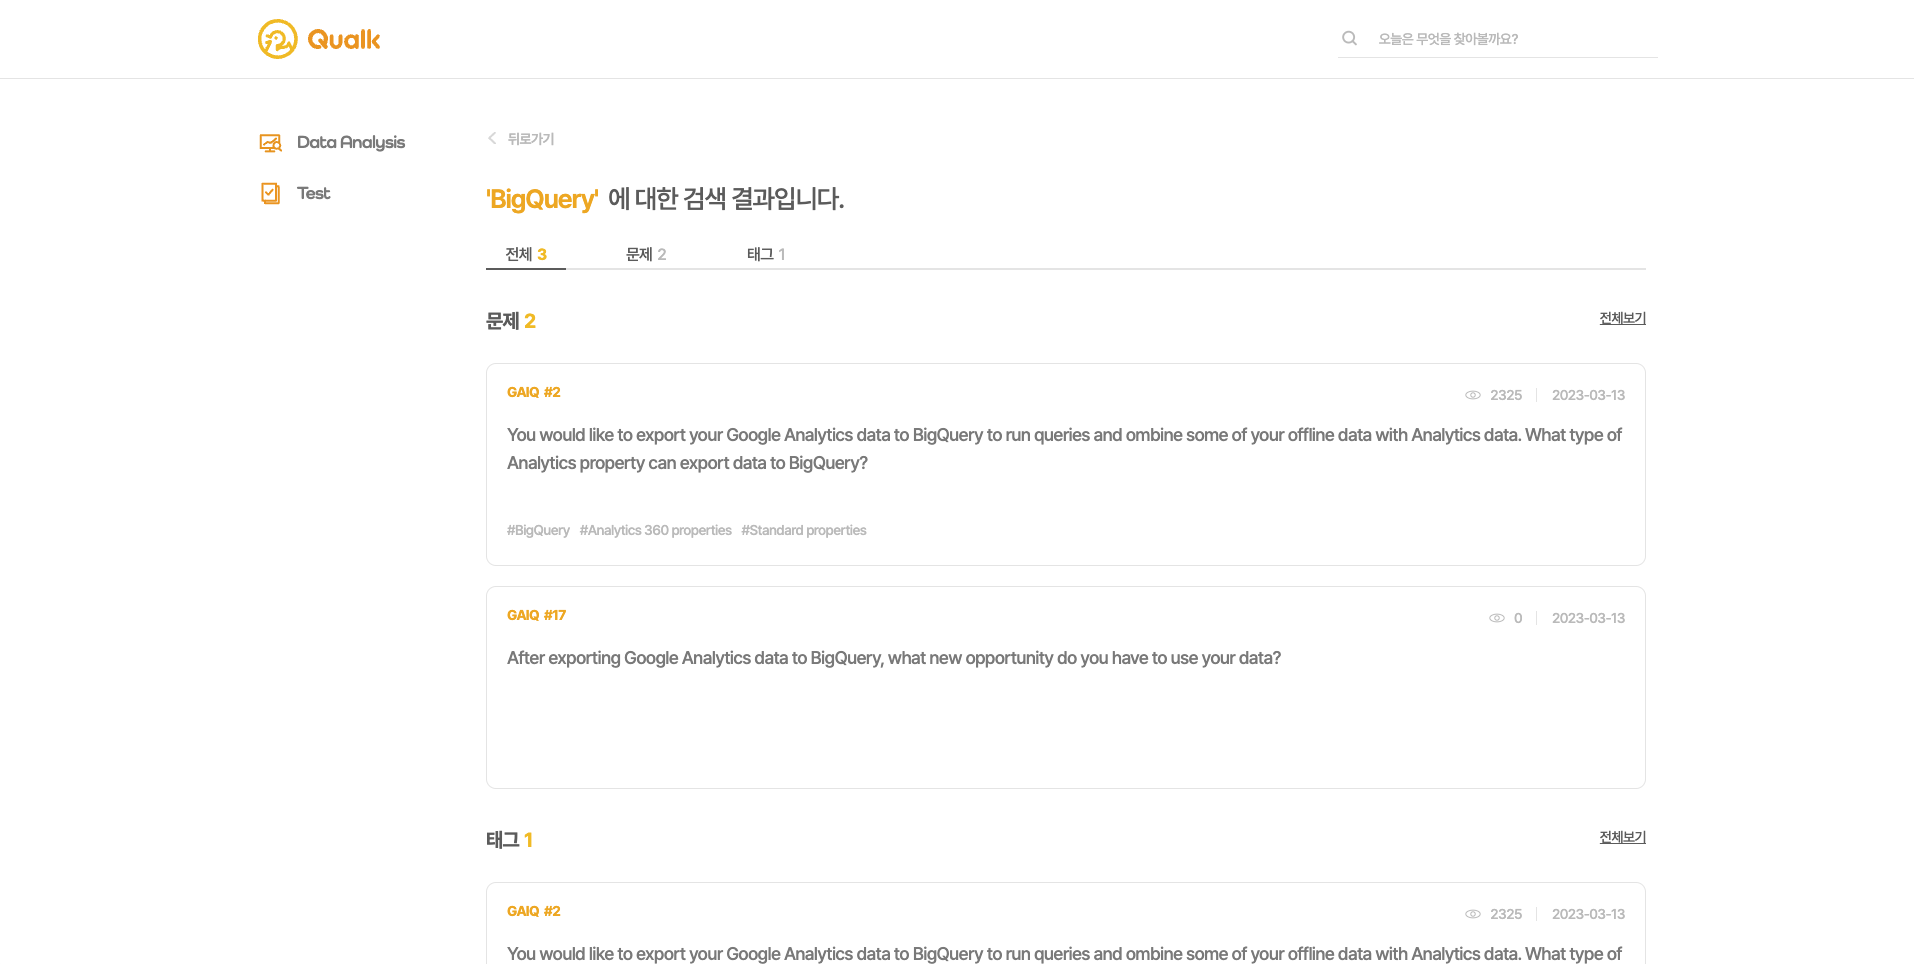 Qualk
오늘은 무엇을 찾아볼까요?
Data Analysis
Test
뒤로가기
'BigQuery' 에 대한 검색 결과입니다.
전체 3 문제 2 태그 1
문제 2
전체보기
GAIQ #2
2325 2023-03-13
You would like to export your Google Analytics data to BigQuery to run queries and ombine some of your offline data with Analytics data. What type of
Analytics property can export data to BigQuery?
#BigQuery #Analytics 360 properties #Standard properties
GAIQ #17
0 2023-03-13
After exporting Google Analytics data to BigQuery, what new opportunity do you have to use your data?
태그 1
전체보기
GAIQ #2
2325 2023-03-13
You would like to export your Google Analytics data to BigQuery to run queries and ombine some of your offline data with Analytics data. What type of